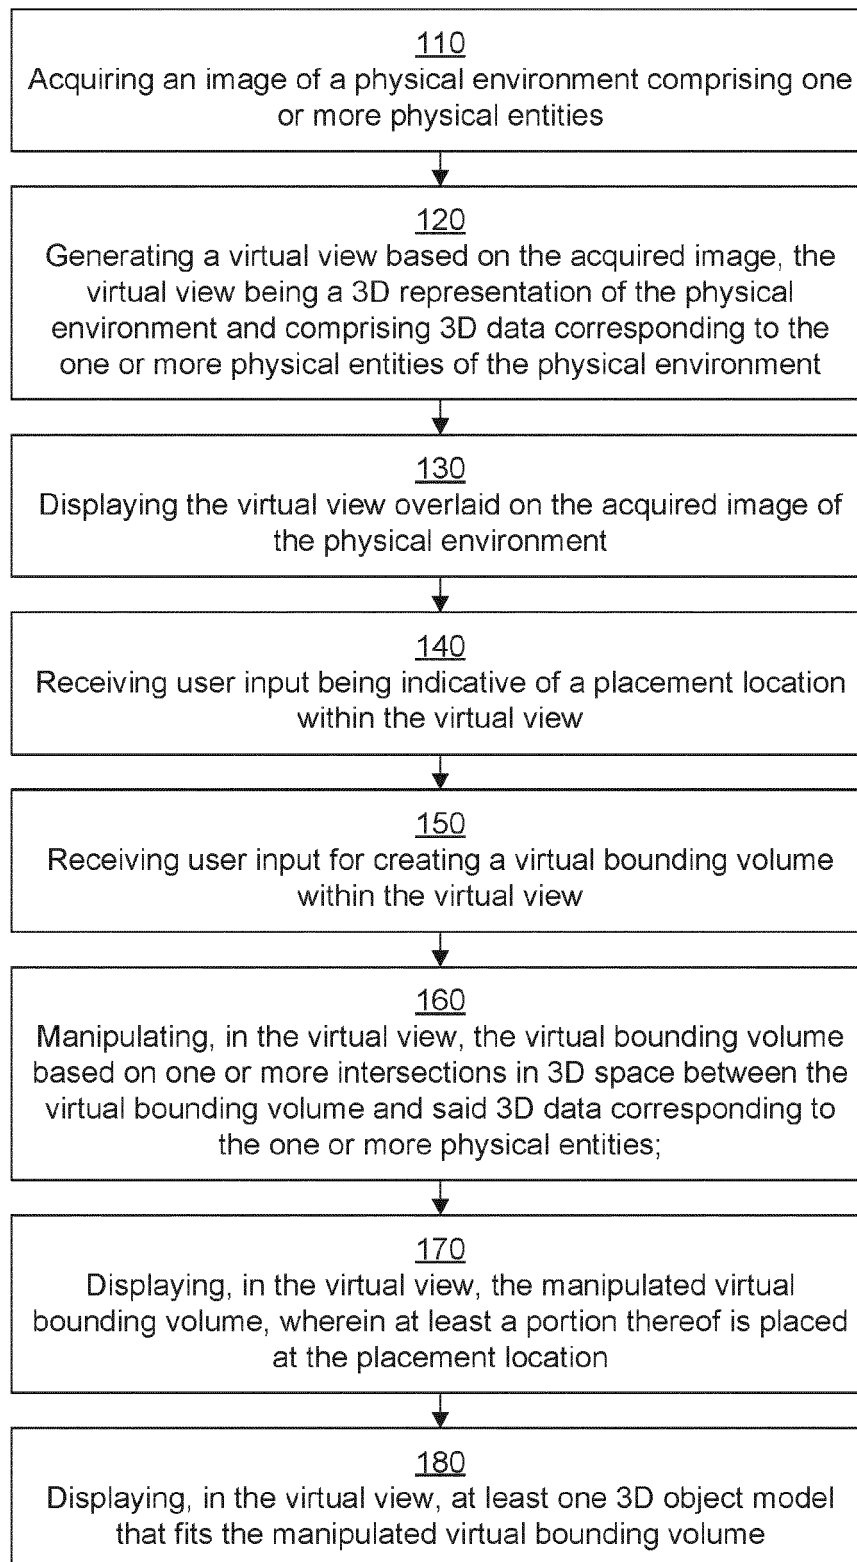 110
Acquiring an image of a physical environment comprising one
or more physical entities
120
Generating a virtual view based on the acquired image, the
virtual view being a 3D representation of the physical
environment and comprising 3D data corresponding to the
one or more physical entities of the physical environment
130
Displaying the virtual view overlaid on the acquired image of
the physical environment
140
Receiving user input being indicative of a placement location
within the virtual view
150
Receiving user input for creating a virtual bounding volume
within the virtual view
160
Manipulating, in the virtual view, the virtual bounding volume
based on one or more intersections in 3D space between the
virtual bounding volume and said 3D data corresponding to
the one or more physical entities;
170
Displaying, in the virtual view, the manipulated virtual
bounding volume, wherein at least a portion thereof is placed
at the placement location
180
Displaying, in the virtual view, at least one 3D object model
that fits the manipulated virtual bounding volume